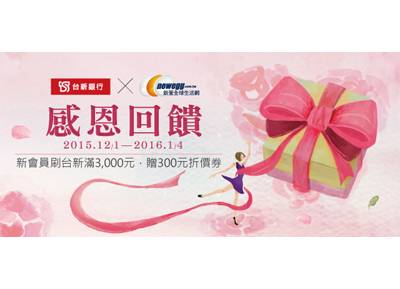 台新銀行 × newegg.com.tw
新蛋全球生活網
感恩回饋
2015.12/1—2016.1/4
新會員刷台新滿3,000元，贈300元折價券